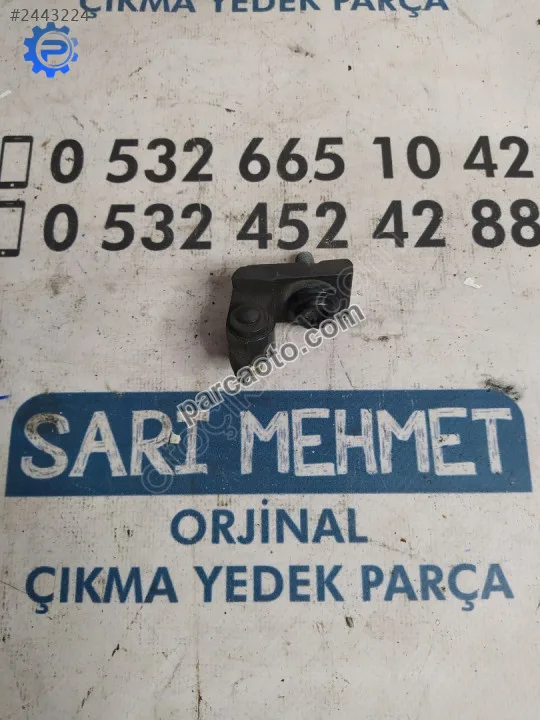 #2443224
ÇIKMA YEDEK PARÇA
0 532 665 10 42
0 532 452 42 88
parcaoto.com
SARI MEHMET
ORJİNAL
ÇIKMA YEDEK PARÇA